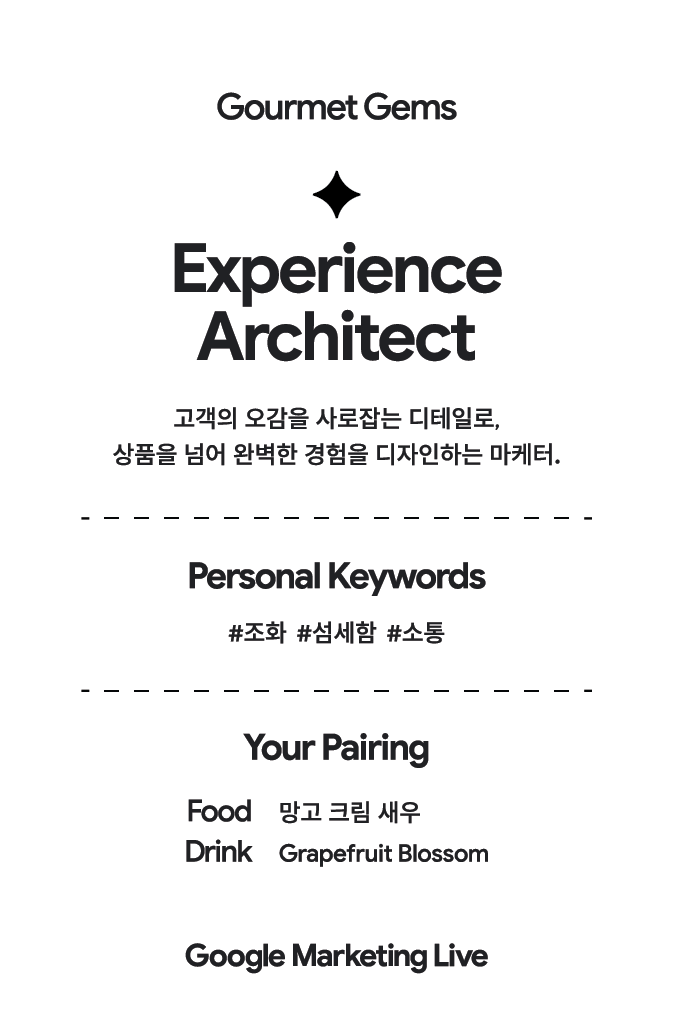 Gourmet Gems
Experience
Architect
고객의 오감을 사로잡는 디테일로,
상품을 넘어 완벽한 경험을 디자인하는 마케터.
Personal Keywords
#조화 #섬세함 #소통
Your Pairing
Food 망고 크림 새우
Drink Grapefruit Blossom
Google Marketing Live